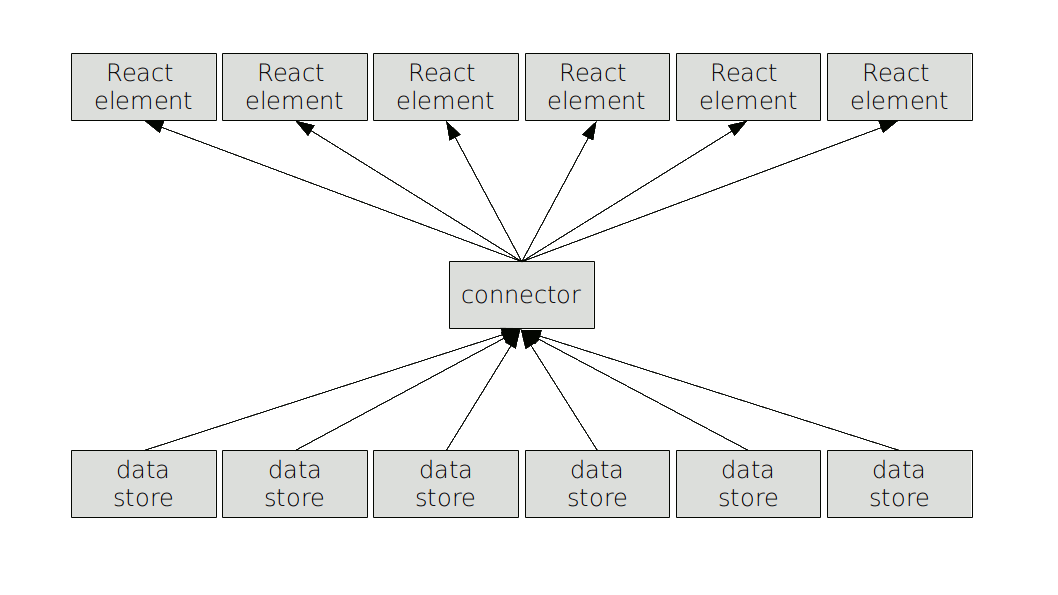 React
element
React
element
React
element
React
element
React
element
React
element
connector
data
store
data
store
data
store
data
store
data
store
data
store